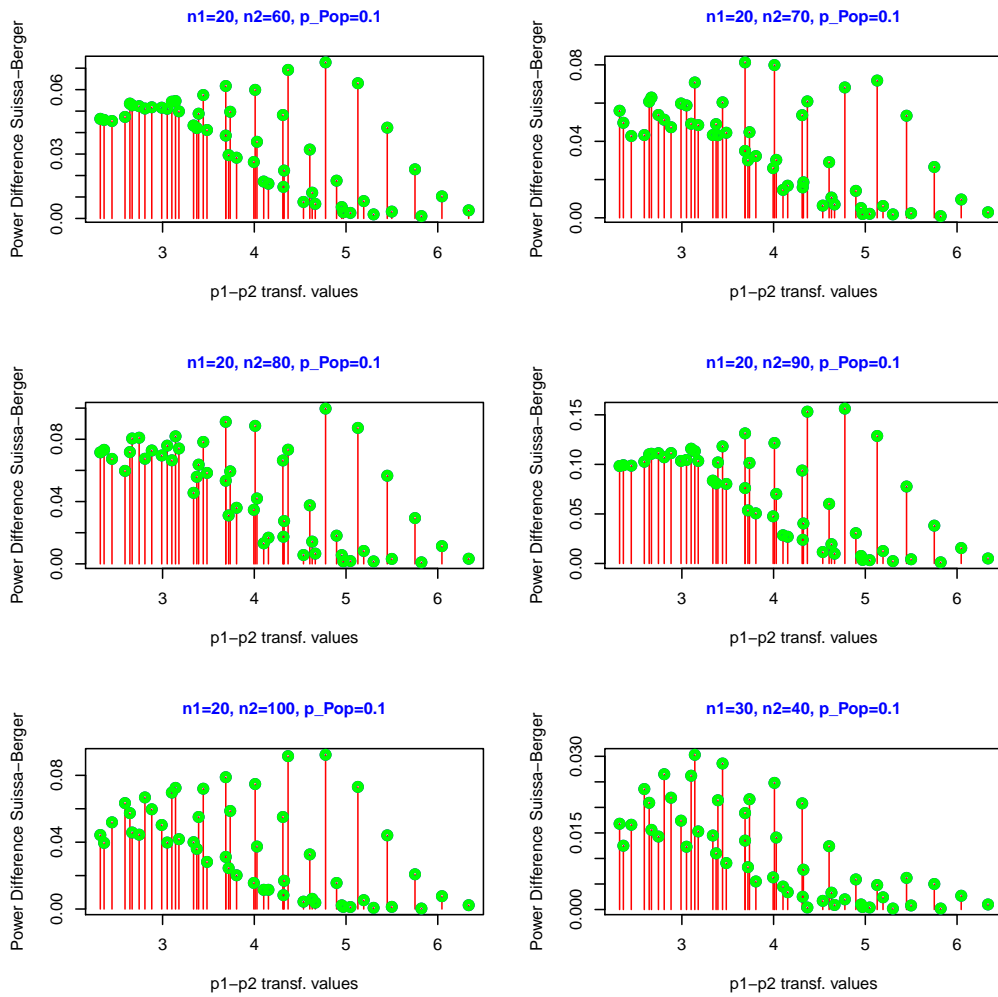 n1=20, n2=60, p_Pop=0.1
Power Difference Suissa−Berger
0.00 0.03 0.06
3 4 5 6
p1−p2 transf. values
n1=20, n2=70, p_Pop=0.1
Power Difference Suissa−Berger
0.00 0.04 0.08
3 4 5 6
p1−p2 transf. values
n1=20, n2=80, p_Pop=0.1
Power Difference Suissa−Berger
0.00 0.04 0.08
3 4 5 6
p1−p2 transf. values
n1=20, n2=90, p_Pop=0.1
Power Difference Suissa−Berger
0.00 0.05 0.10 0.15
3 4 5 6
p1−p2 transf. values
n1=20, n2=100, p_Pop=0.1
Power Difference Suissa−Berger
0.00 0.04 0.08
3 4 5 6
p1−p2 transf. values
n1=30, n2=40, p_Pop=0.1
Power Difference Suissa−Berger
0.000 0.015 0.030
3 4 5 6
p1−p2 transf. values